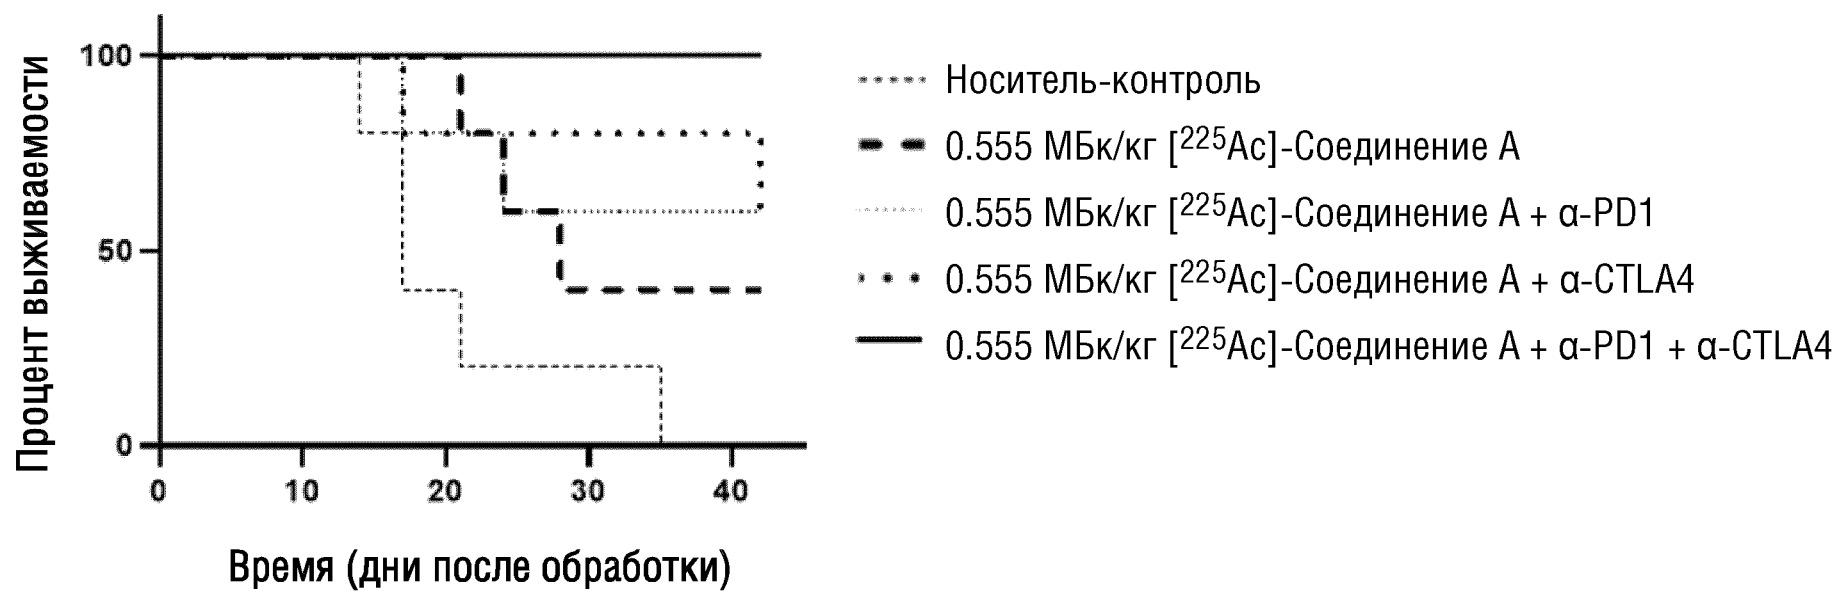 Процент выживаемости
100
50
0
0 10 20 30 40
Время (дни после обработки)
Носитель-контроль
0.555 МБк/кг [225Ac]-Соединение А
0.555 МБк/кг [225Ac]-Соединение А + α-PD1
0.555 МБк/кг [225Ac]-Соединение А + α-CTLA4
0.555 МБк/кг [225Ac]-Соединение А + α-PD1 + α-CTLA4